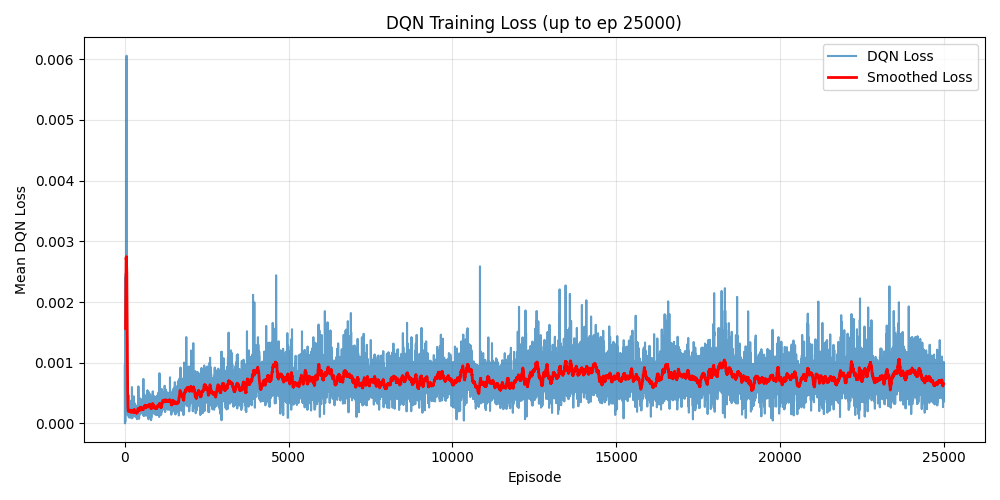 DQN Training Loss (up to ep 25000)
DQN Loss
Smoothed Loss
Mean DQN Loss
0.006
0.005
0.004
0.003
0.002
0.001
0.000
0
5000
10000
15000
20000
25000
Episode